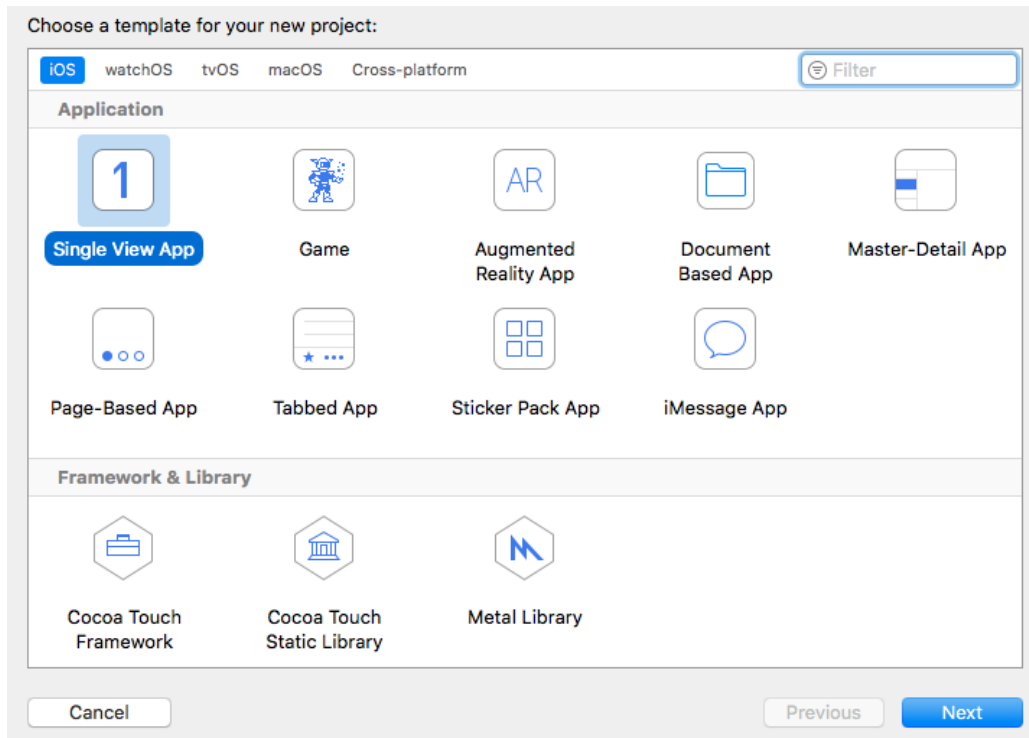 Choose a template for your new project:
iOS watchOS tvOS macOS Cross-platform Filter
Application
1 AR
Single View App Game Augmented Document Master-Detail App
Reality App Based App
Page-Based App Tabbed App Sticker Pack App iMessage App
Framework & Library
Cocoa Touch Cocoa Touch Metal Library
Framework Static Library
Cancel Previous Next